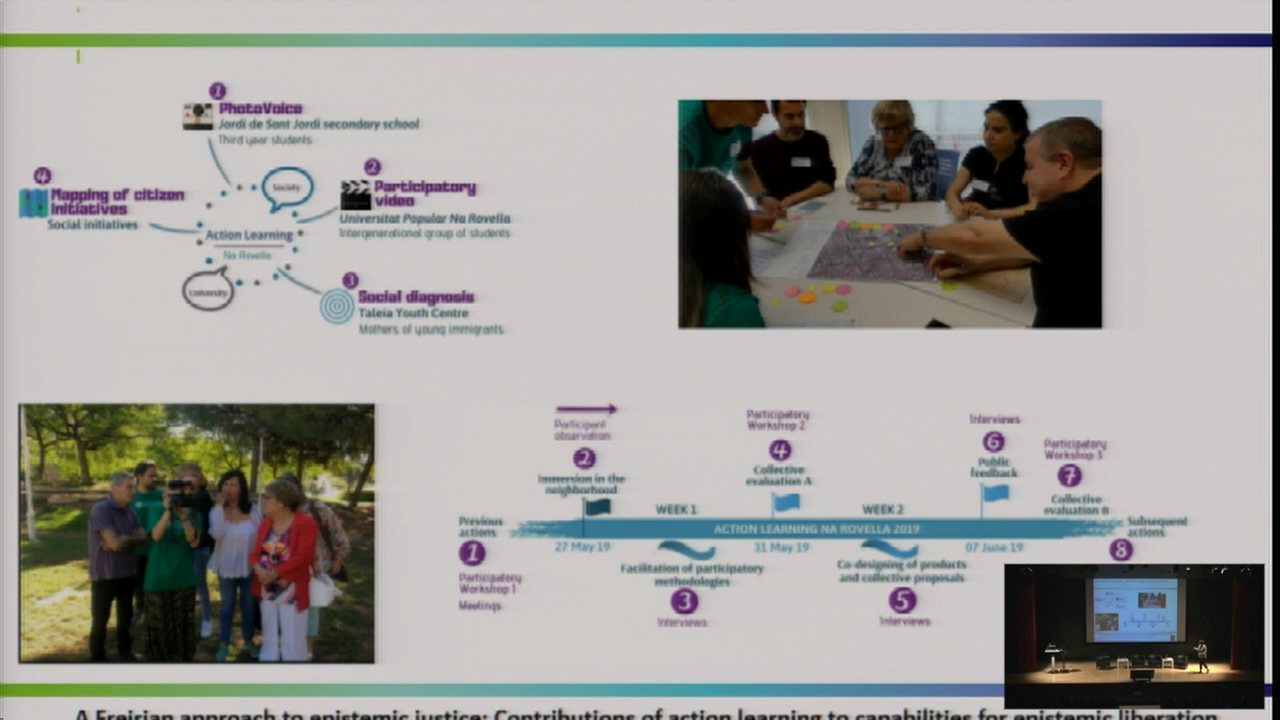 1
PhotoVoice
Jordi de Sant Jordi secondary school
Third year students
4
Mapping of citizen
initiatives
Social initiatives
Society
2
Participatory
video
Universitat Popular Na Rovella
Intergenerational group of students
Action Learning
Na Rovella
University
3
Social diagnosis
Taleia Youth Centre
Mothers of young immigrants
Participant
observation
2
Immersion in the
neighborhood
Participatory
Workshop 2
4
Collective
evaluation A
Interviews
6
Public
feedback
Participatory
Workshop 3
7
Collective
evaluation B
Previous
actions
WEEK 1
WEEK 2
ACTION LEARNING NA ROVELLA 2019
Subsequent
actions
27 May 19
31 May 19
07 June 19
1
Participatory
Workshop 1
Meetings
Facilitation of participatory
methodologies
3
Interviews
Co-designing of products
and collective proposals
5
Interviews
8
A Freirian approach to epistemic justice: Contributions of action learning to capabilities for epistemic liberation